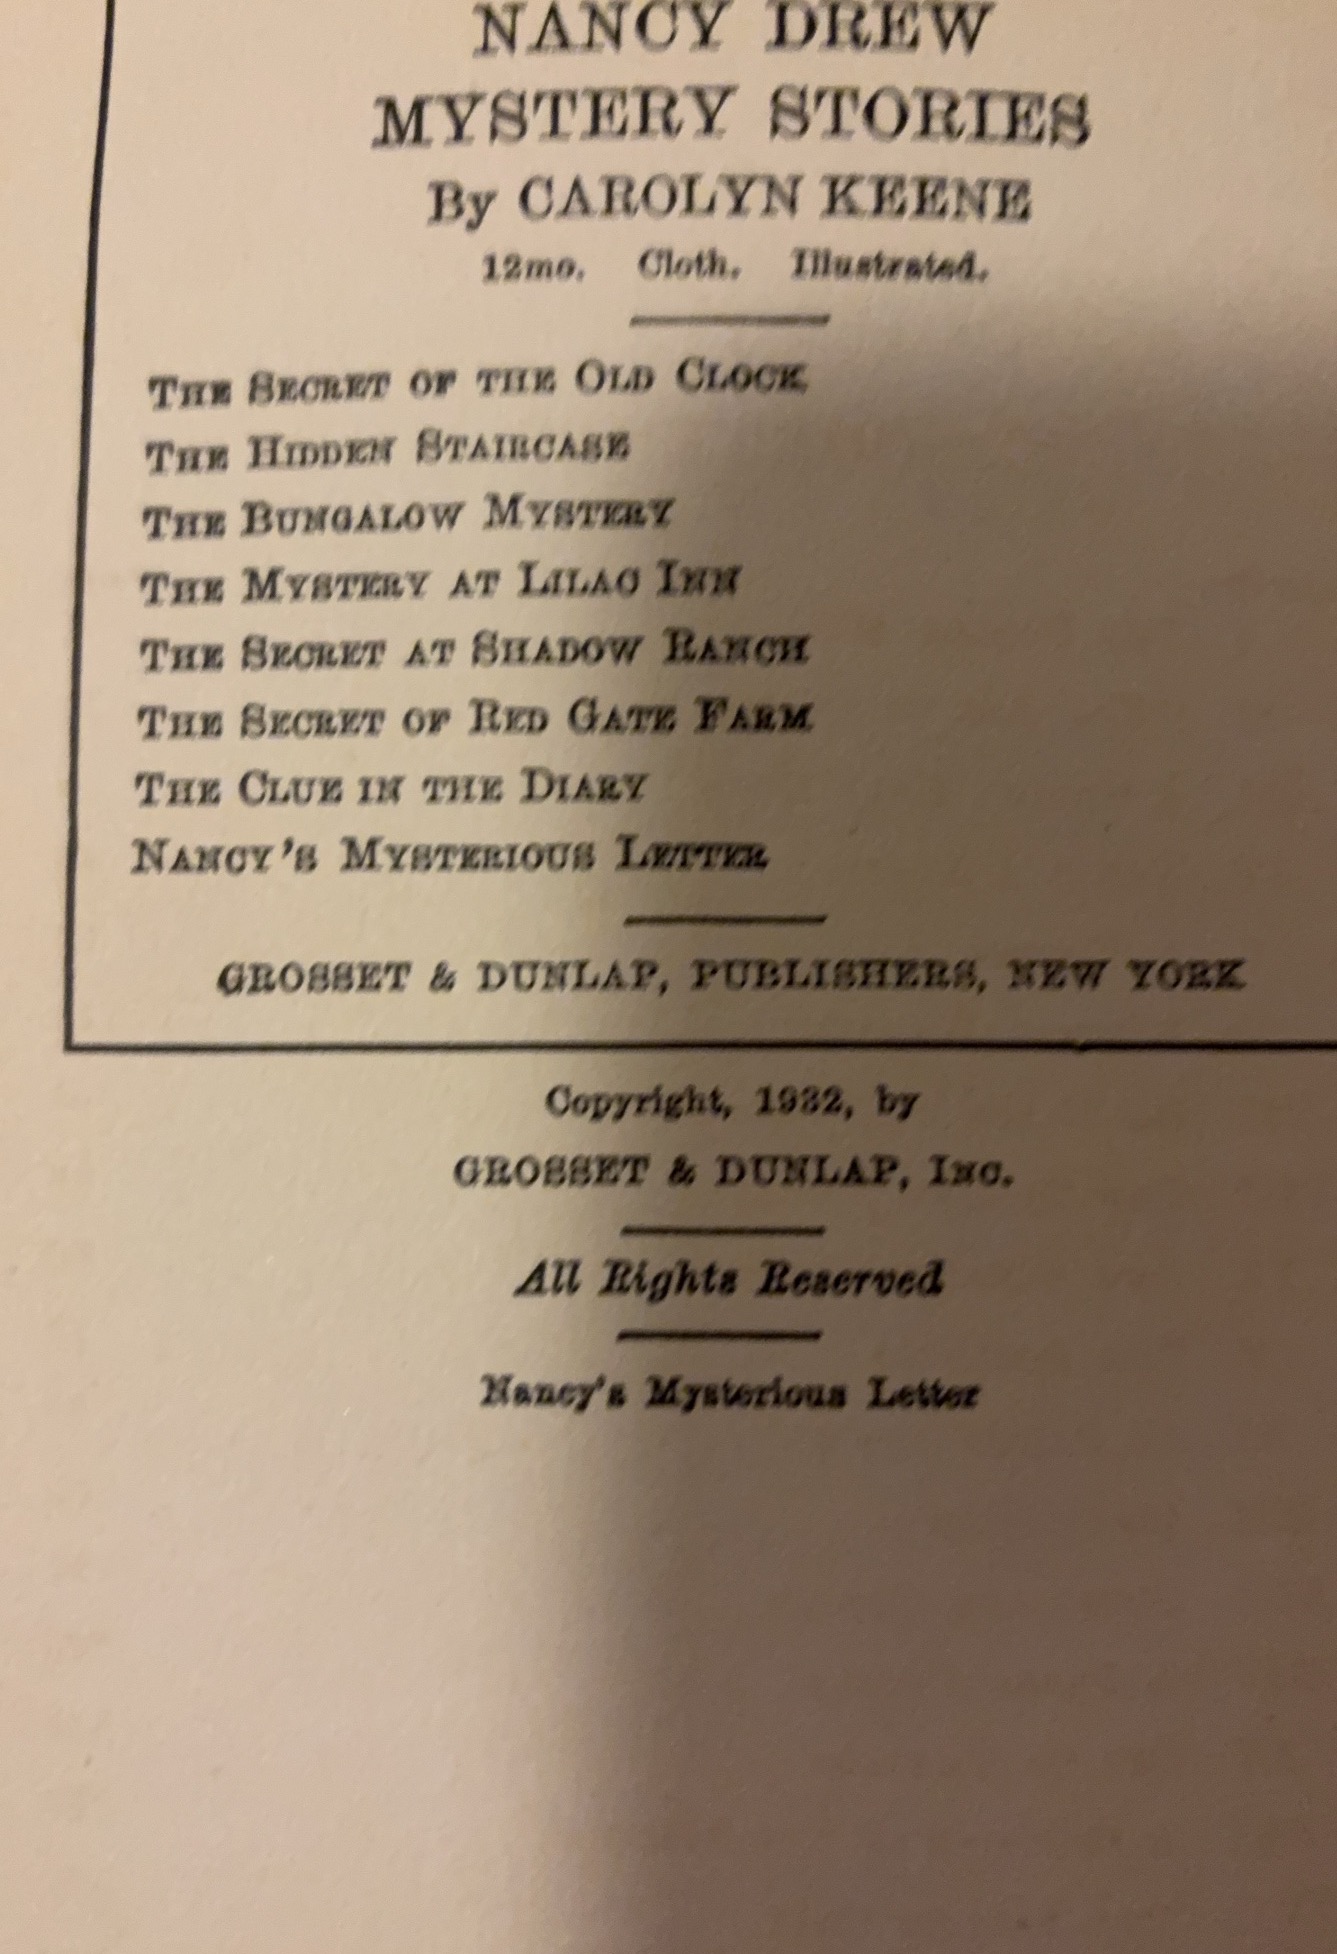 NANCY DREW
MYSTERY STORIES
By CAROLYN KEENE
12mo. Cloth. Illustrated.
THE SECRET OF THE OLD CLOCK
THE HIDDEN STAIRCASE
THE BUNGALOW MYSTERY
THE MYSTERY AT LILAC INN
THE SECRET AT SHADOW RANCH
THE SECRET OF RED GATE FARM
THE CLUE IN THE DIARY
NANCY'S MYSTERIOUS LETTER
GROSSET & DUNLAP, PUBLISHERS, NEW YORK
Copyright, 1932, by
GROSSET & DUNLAP, INC.
All Rights Reserved
Nancy's Mysterious Letter